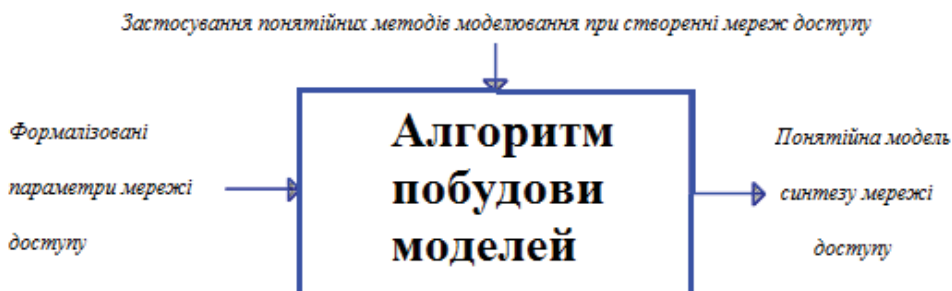 Застосування понятійних методів моделювання при створенні мереж доступу
Формалізовані
параметри мережі
доступу
Алгоритм
побудови
моделей
Понятійна модель
синтезу мережі
доступу